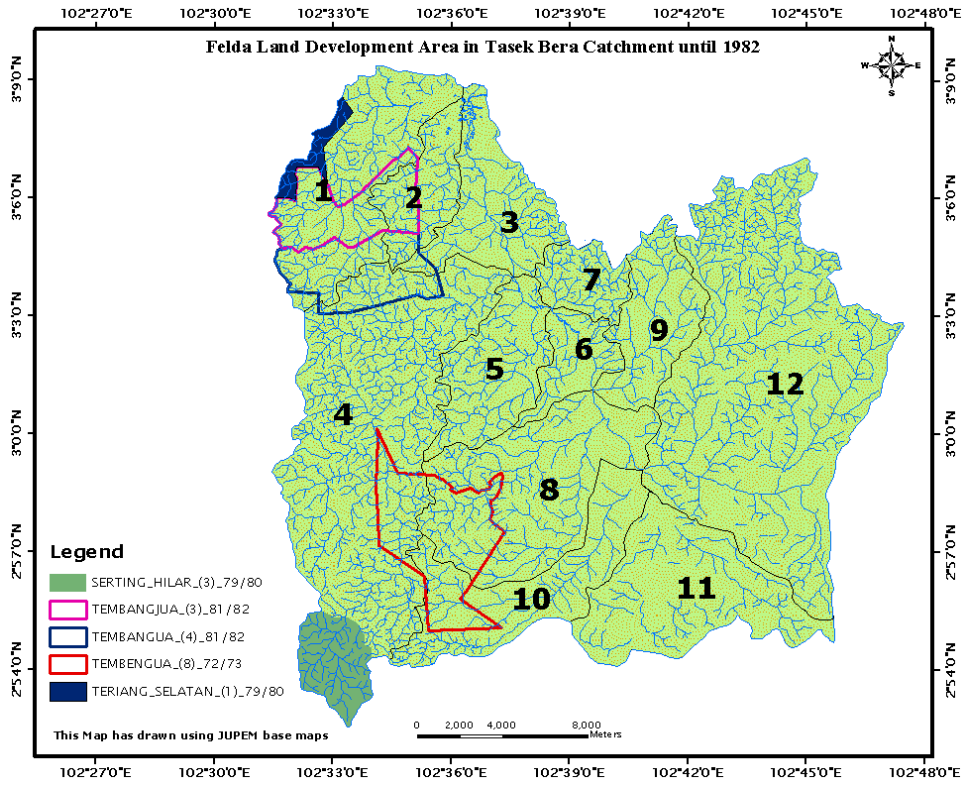 102°27'0"E 102°30'0"E 102°33'0"E 102°36'0"E 102°39'0"E 102°42'0"E 102°45'0"E 102°48'0"E
Felda Land Development Area in Tasek Bera Catchment until 1982
N
W E
S
3°9'0"N 3°9'0"N
3°6'0"N 3°6'0"N
3°3'0"N 3°3'0"N
3°0'0"N 3°0'0"N
2°57'0"N 2°57'0"N
2°54'0"N 2°54'0"N
1
2
3
7
9
6
5
12
4
8
10
11
Legend
SERTING_HILAR_(3)_79/80
TEMBANGJUA_(3)_81/82
TEMBANGUA_(4)_81/82
TEMBENGUA_(8)_72/73
TERIANG_SELATAN_(1)_79/80
This Map has drawn using JUPEM base maps
0 2,000 4,000 8,000
Meters
102°27'0"E 102°30'0"E 102°33'0"E 102°36'0"E 102°39'0"E 102°42'0"E 102°45'0"E 102°48'0"E